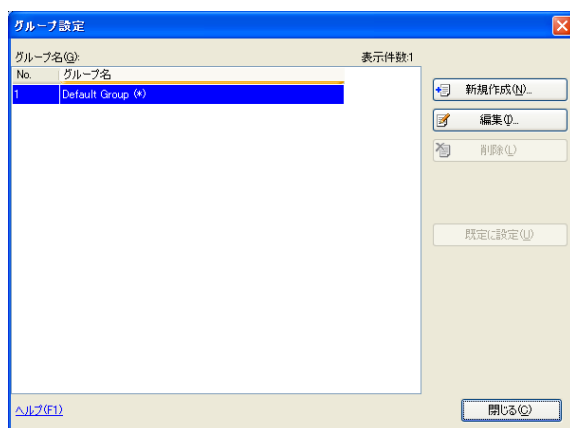 グループ設定
グループ名(G):
表示件数:1
No. グループ名
1 Default Group (*)
新規作成(N)...
編集(I)...
削除(L)
既定に設定(U)
ヘルプ(F1)
閉じる(C)